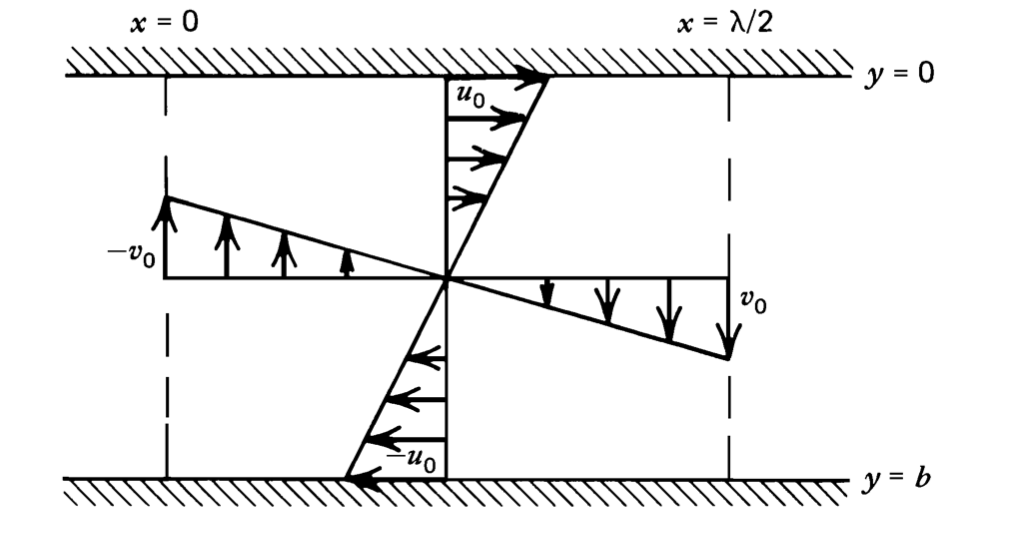 x = 0
x = λ/2
y = 0
u₀
−v₀
v₀
−u₀
y = b